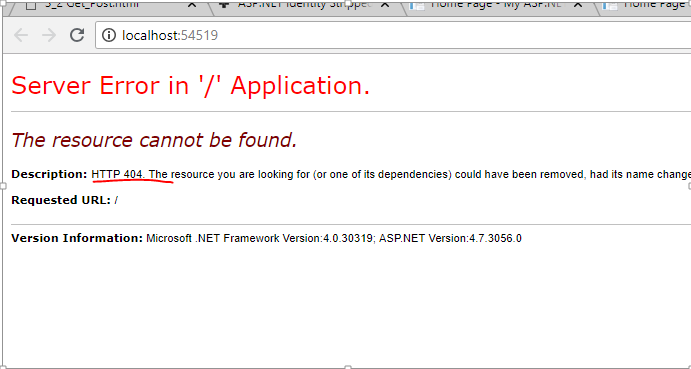 5_2 Get_Post.html
ASP.NET Identity Stripped
Home Page - My ASP.NE
Home Page
localhost:54519
Server Error in '/' Application.
The resource cannot be found.
Description: HTTP 404. The resource you are looking for (or one of its dependencies) could have been removed, had its name change
Requested URL: /
Version Information: Microsoft .NET Framework Version:4.0.30319; ASP.NET Version:4.7.3056.0